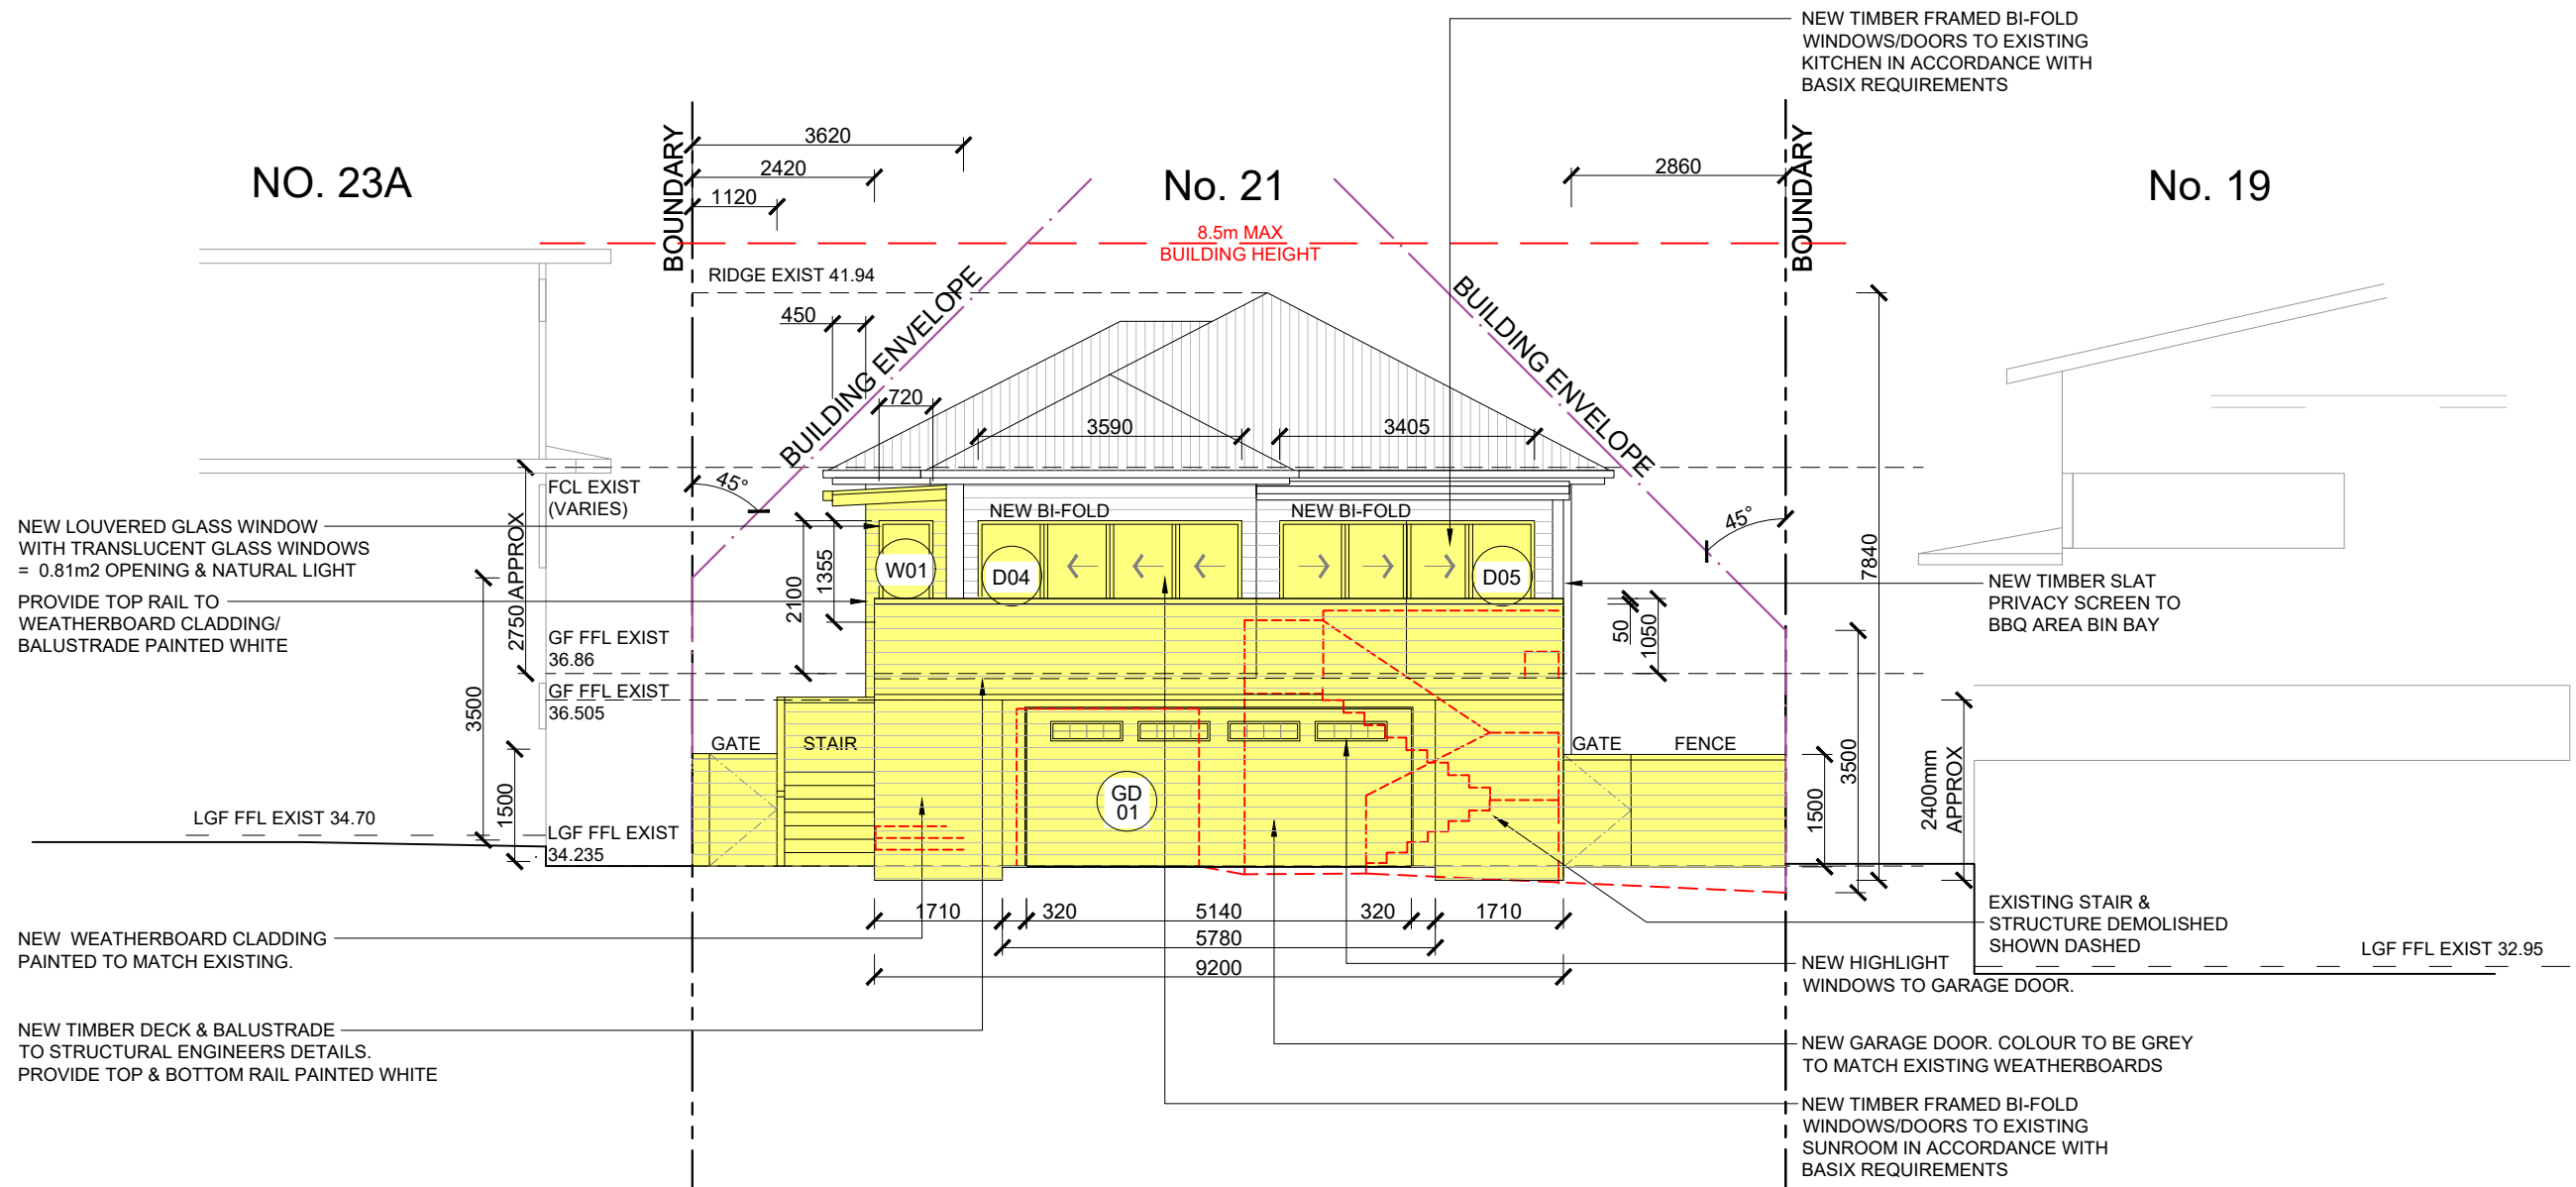 NEW TIMBER FRAMED BI-FOLD
WINDOWS/DOORS TO EXISTING
KITCHEN IN ACCORDANCE WITH
BASIX REQUIREMENTS
NO. 23A
BOUNDARY
3620
2420
1120
No. 21
2860
BOUNDARY
No. 19
8.5m MAX
BUILDING HEIGHT
RIDGE EXIST 41.94
450
BUILDING ENVELOPE
BUILDING ENVELOPE
720
3590
3405
45°
45°
FCL EXIST
(VARIES)
2750 APPROX
NEW LOUVERED GLASS WINDOW
WITH TRANSLUCENT GLASS WINDOWS
= 0.81m2 OPENING & NATURAL LIGHT
PROVIDE TOP RAIL TO
WEATHERBOARD CLADDING/
BALUSTRADE PAINTED WHITE
NEW BI-FOLD
NEW BI-FOLD
2100
1355
W01
D04
D05
7840
NEW TIMBER SLAT
PRIVACY SCREEN TO
BBQ AREA BIN BAY
50
1050
GF FFL EXIST
36.86
GF FFL EXIST
36.505
3500
1500
GATE
STAIR
GATE
FENCE
GD
01
1500
3500
2400mm
APPROX
LGF FFL EXIST 34.70
LGF FFL EXIST
34.235
1710
320
5140
320
1710
5780
9200
EXISTING STAIR &
STRUCTURE DEMOLISHED
SHOWN DASHED
LGF FFL EXIST 32.95
NEW WEATHERBOARD CLADDING
PAINTED TO MATCH EXISTING.
NEW HIGHLIGHT
WINDOWS TO GARAGE DOOR.
NEW TIMBER DECK & BALUSTRADE
TO STRUCTURAL ENGINEERS DETAILS.
PROVIDE TOP & BOTTOM RAIL PAINTED WHITE
NEW GARAGE DOOR. COLOUR TO BE GREY
TO MATCH EXISTING WEATHERBOARDS
NEW TIMBER FRAMED BI-FOLD
WINDOWS/DOORS TO EXISTING
SUNROOM IN ACCORDANCE WITH
BASIX REQUIREMENTS